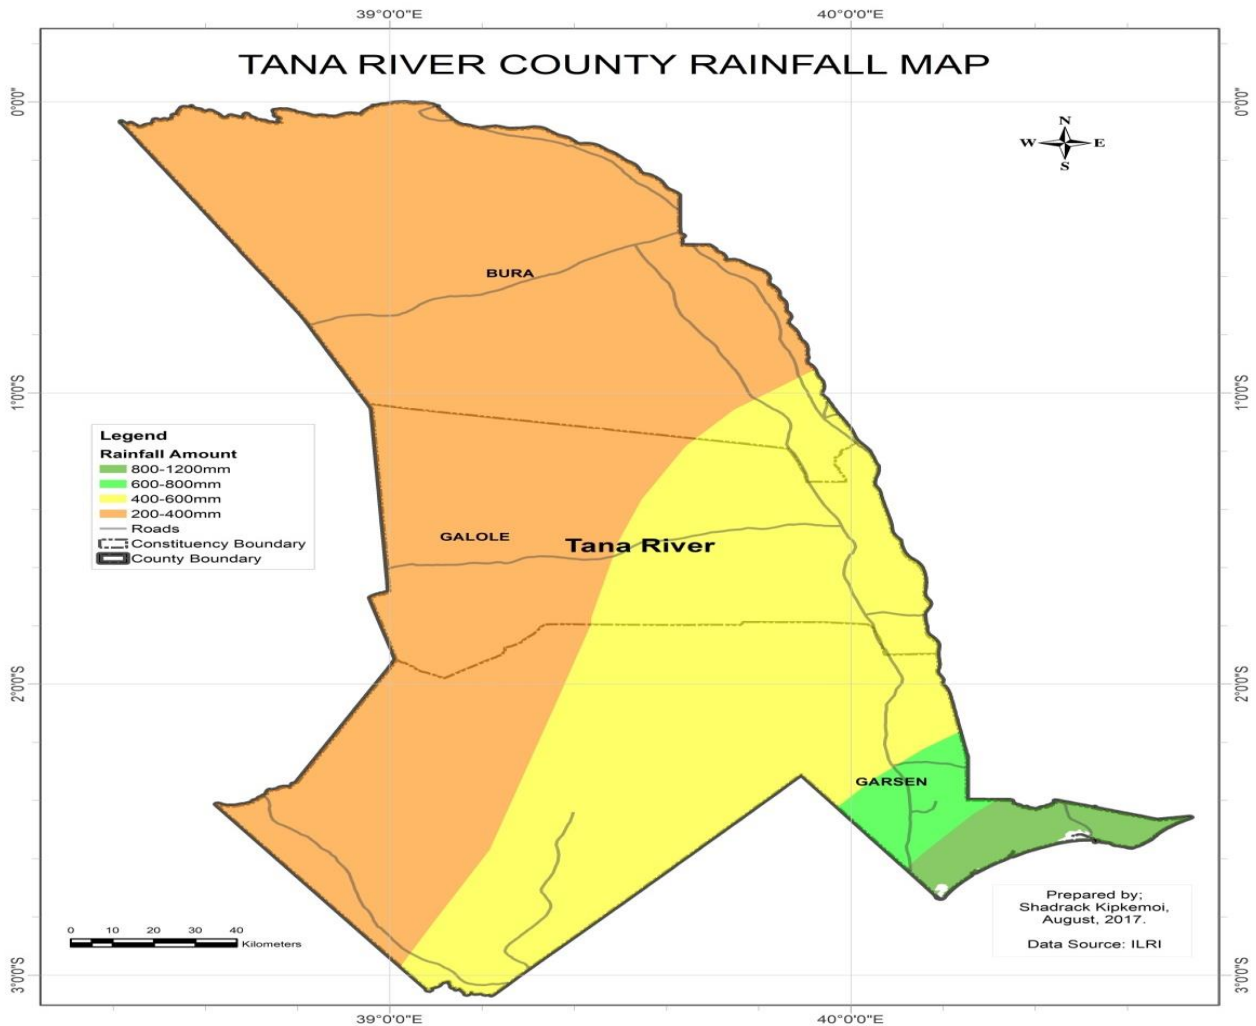 39°0'0"E
40°0'0"E
TANA RIVER COUNTY RAINFALL MAP
0°0'0"
0°0'0"
N
W
E
S
BURA
1°0'0"S
1°0'0"S
Legend
Rainfall Amount
800-1200mm
600-800mm
400-600mm
200-400mm
Roads
Constituency Boundary
County Boundary
GALOLE
Tana River
2°0'0"S
2°0'0"S
GARSEN
Prepared by;
Shadrack Kipkemoi,
August, 2017.
Data Source: ILRI
0 10 20 30 40
Kilometers
3°0'0"S
3°0'0"S
39°0'0"E
40°0'0"E